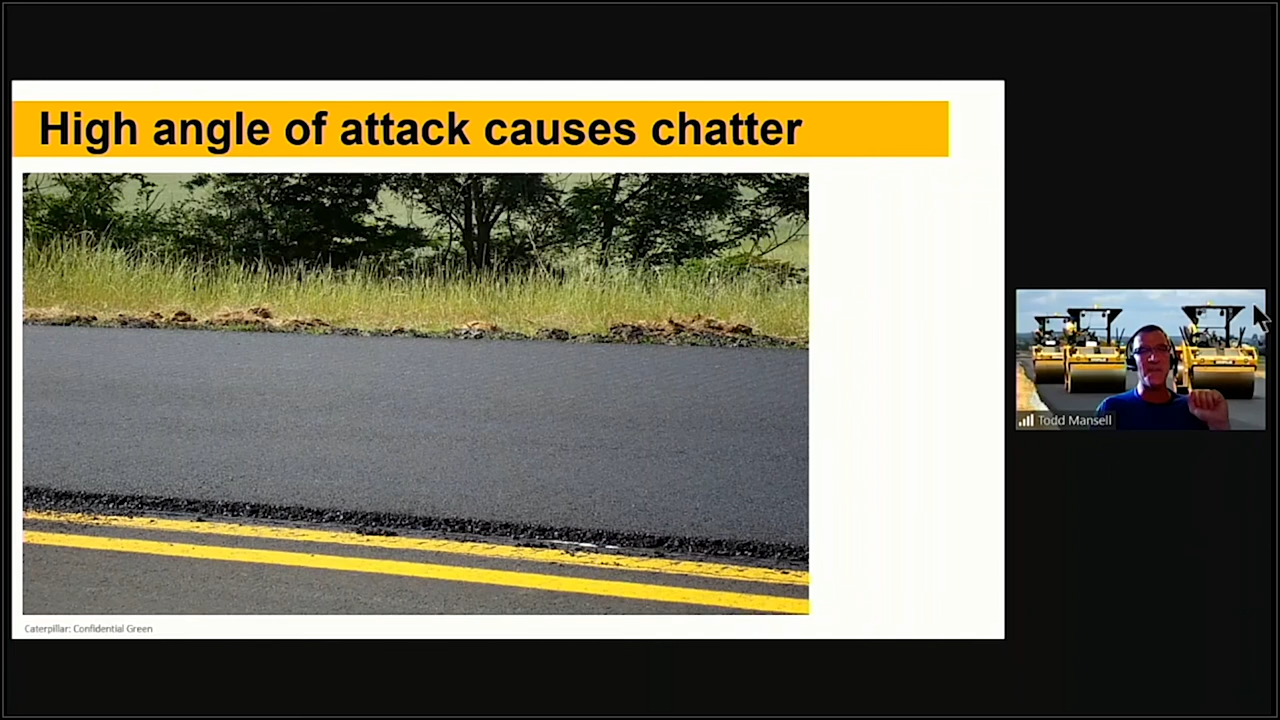 High angle of attack causes chatter
Caterpillar: Confidential Green
Todd Mansell